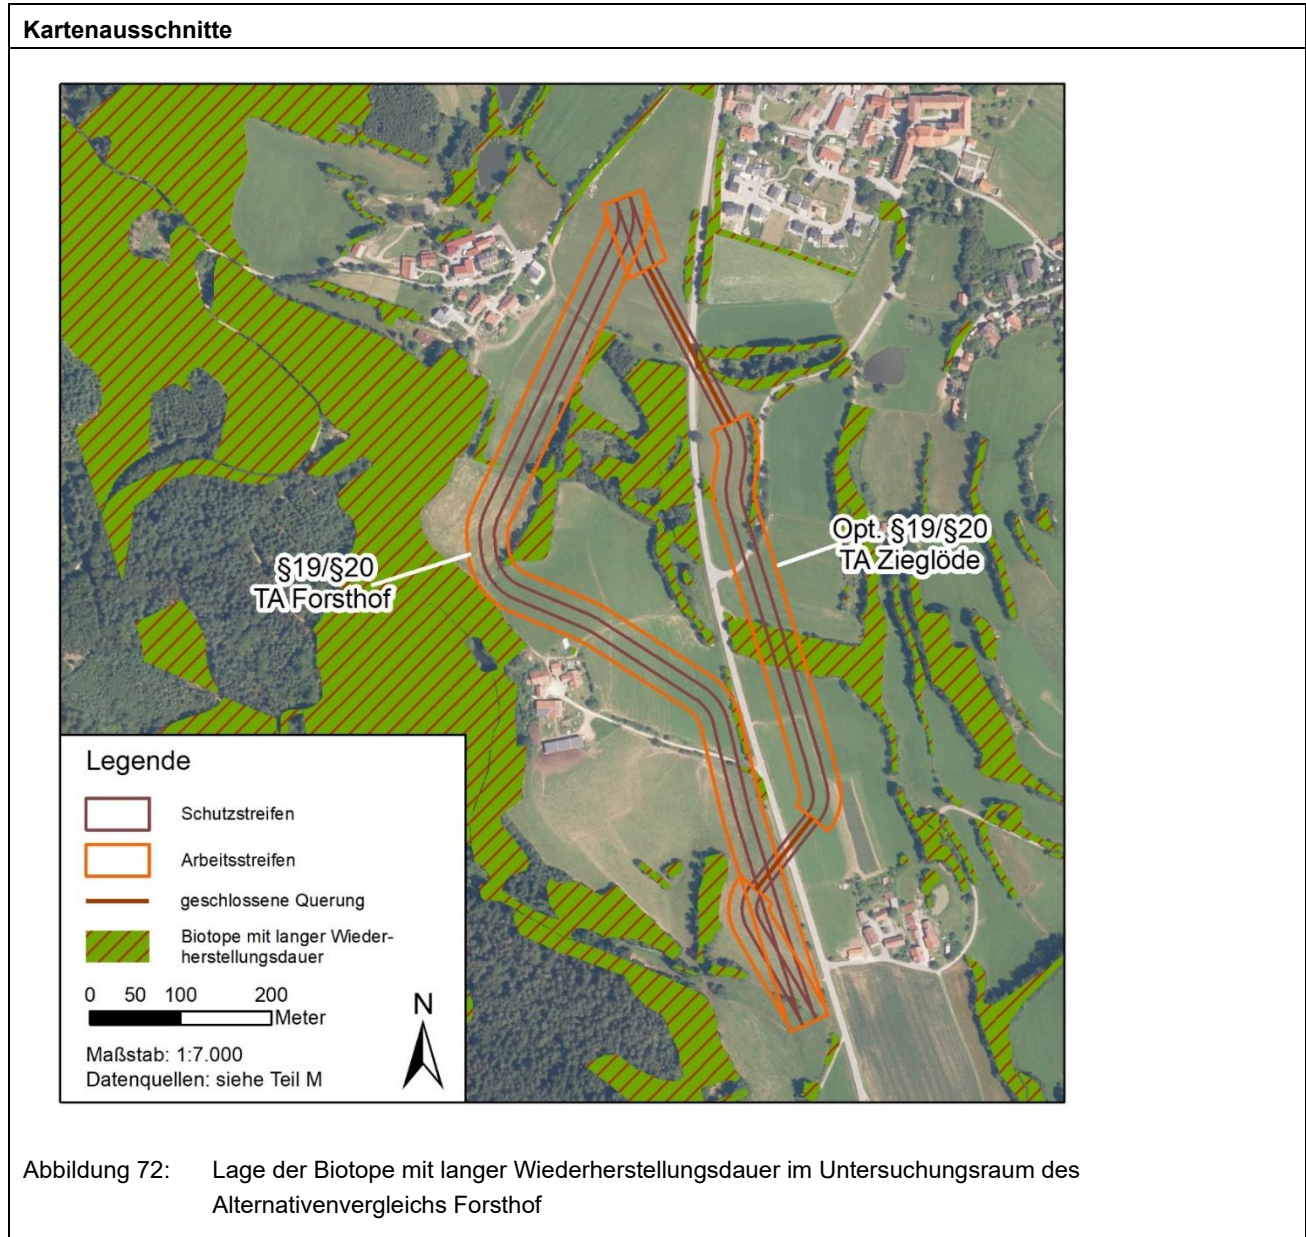 Kartenausschnitte
Opt. §19/§20
TA Zieglöde
§19/§20
TA Forsthof
Legende
Schutzstreifen
Arbeitsstreifen
geschlossene Querung
Biotope mit langer Wieder-
herstellungsdauer
0 50 100 200
Meter
N
Maßstab: 1:7.000
Datenquellen: siehe Teil M
Abbildung 72: Lage der Biotope mit langer Wiederherstellungsdauer im Untersuchungsraum des
Alternativenvergleichs Forsthof